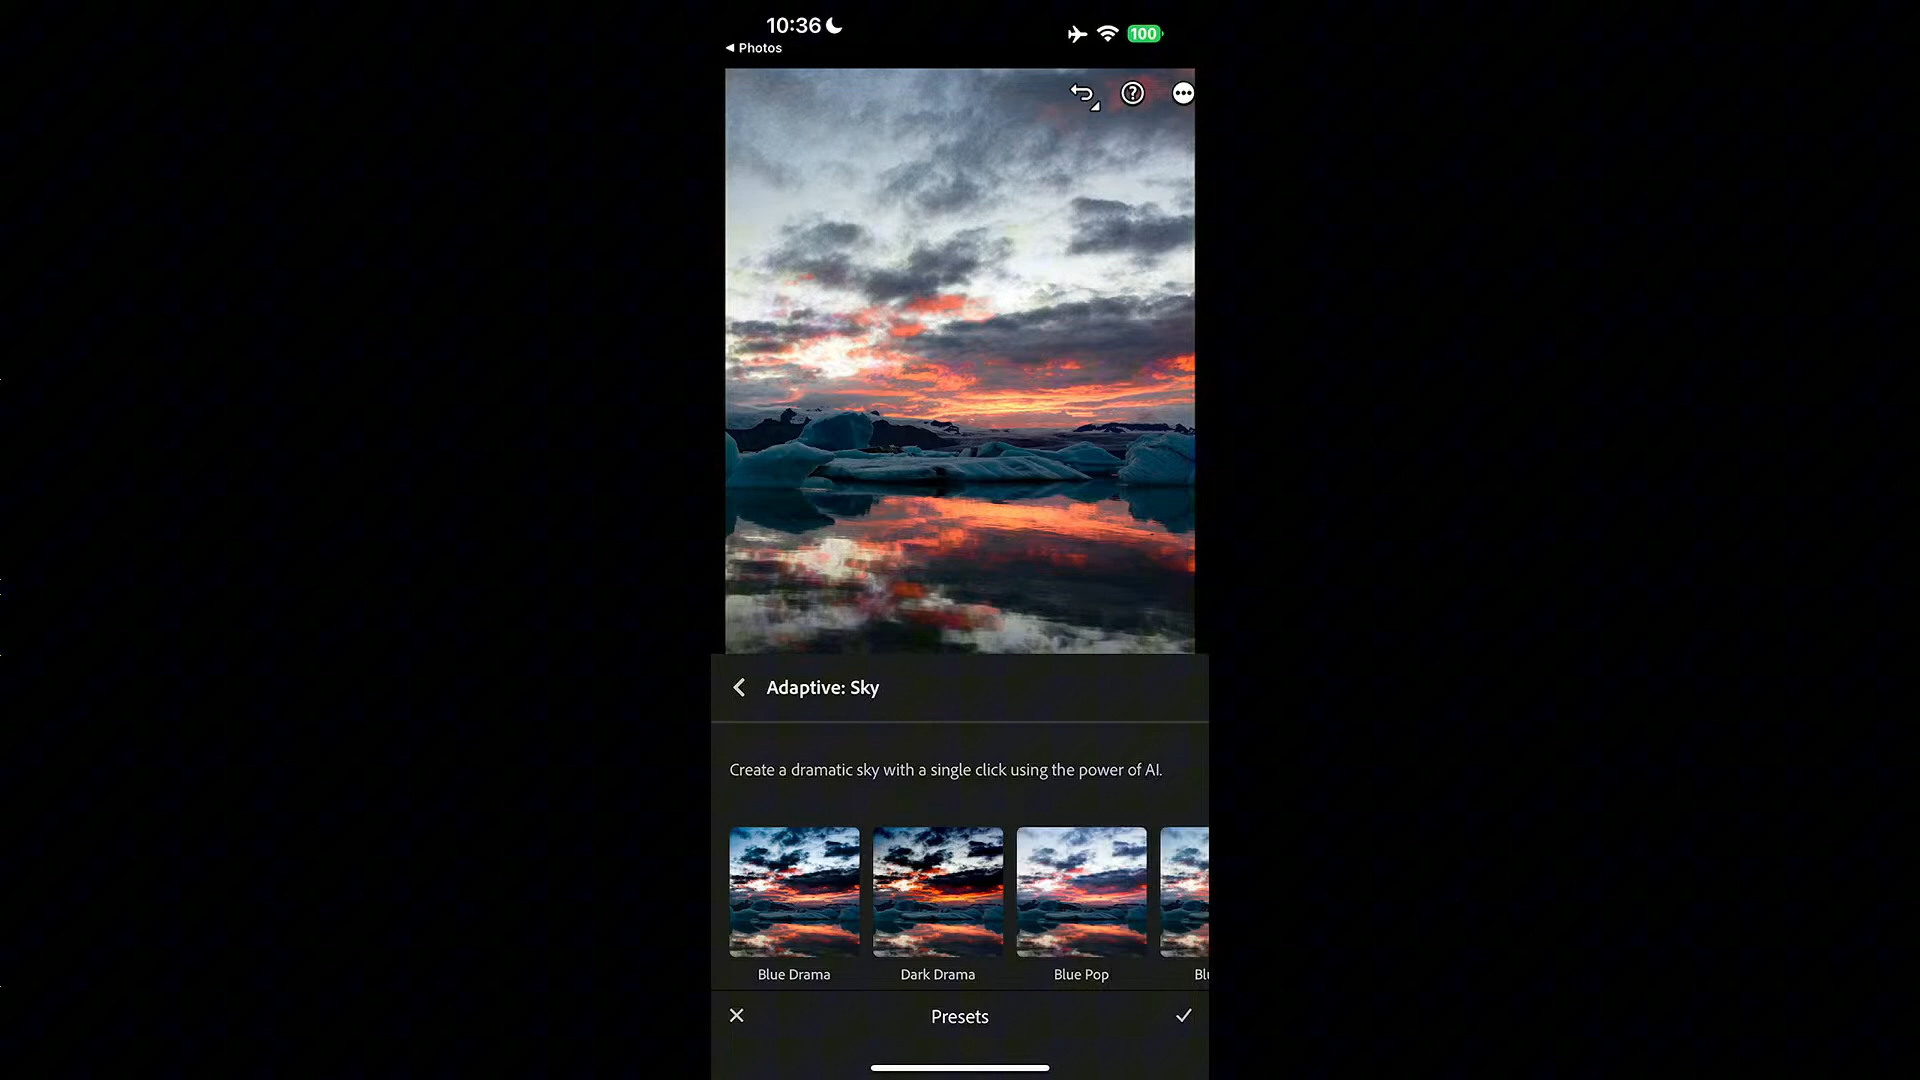 10:36
100
◀ Photos
Adaptive: Sky
Create a dramatic sky with a single click using the power of AI.
Blue Drama
Dark Drama
Blue Pop
Presets